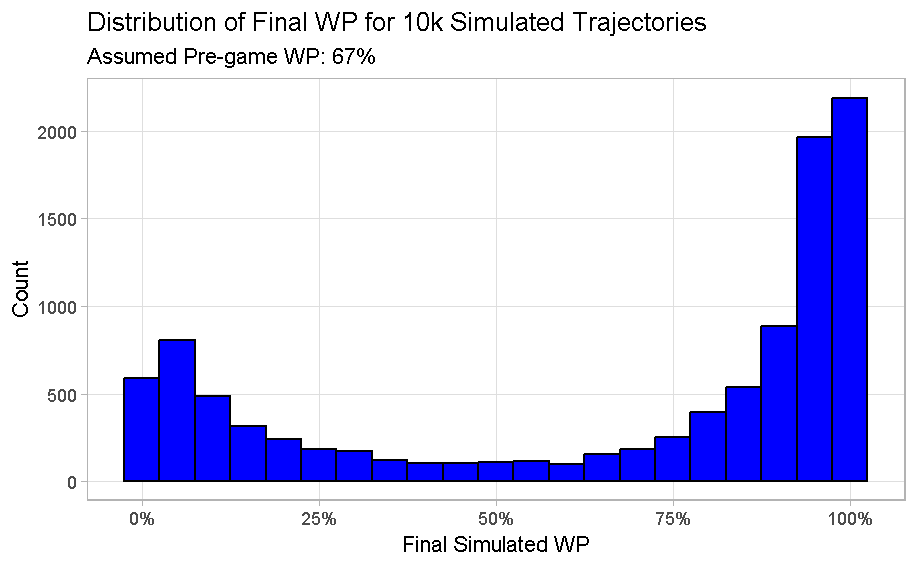 Distribution of Final WP for 10k Simulated Trajectories
Assumed Pre-game WP: 67%
2000
1500
1000
500
0
Count
0% 25% 50% 75% 100%
Final Simulated WP